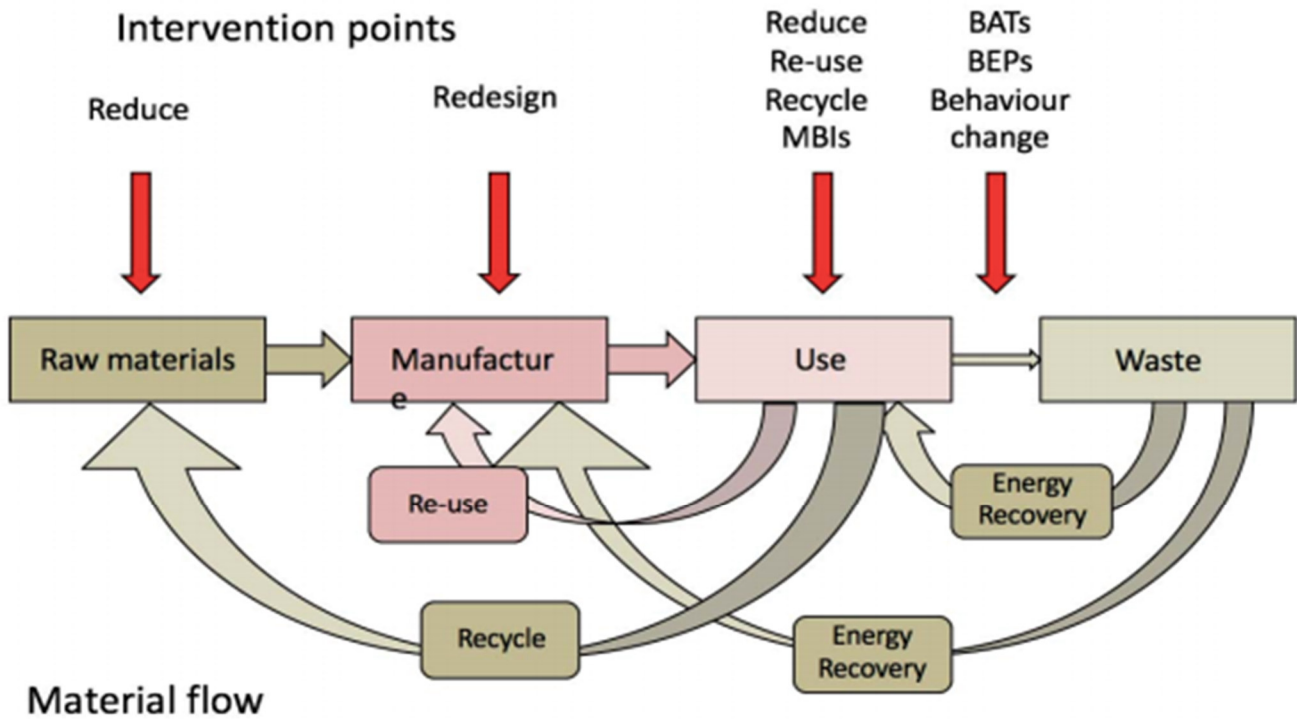 Intervention points
Reduce
Redesign
Reduce
Re-use
Recycle
MBIs
BATs
BEPs
Behaviour
change
Raw materials
Manufactur
e
Use
Waste
Re-use
Energy
Recovery
Recycle
Energy
Recovery
Material flow